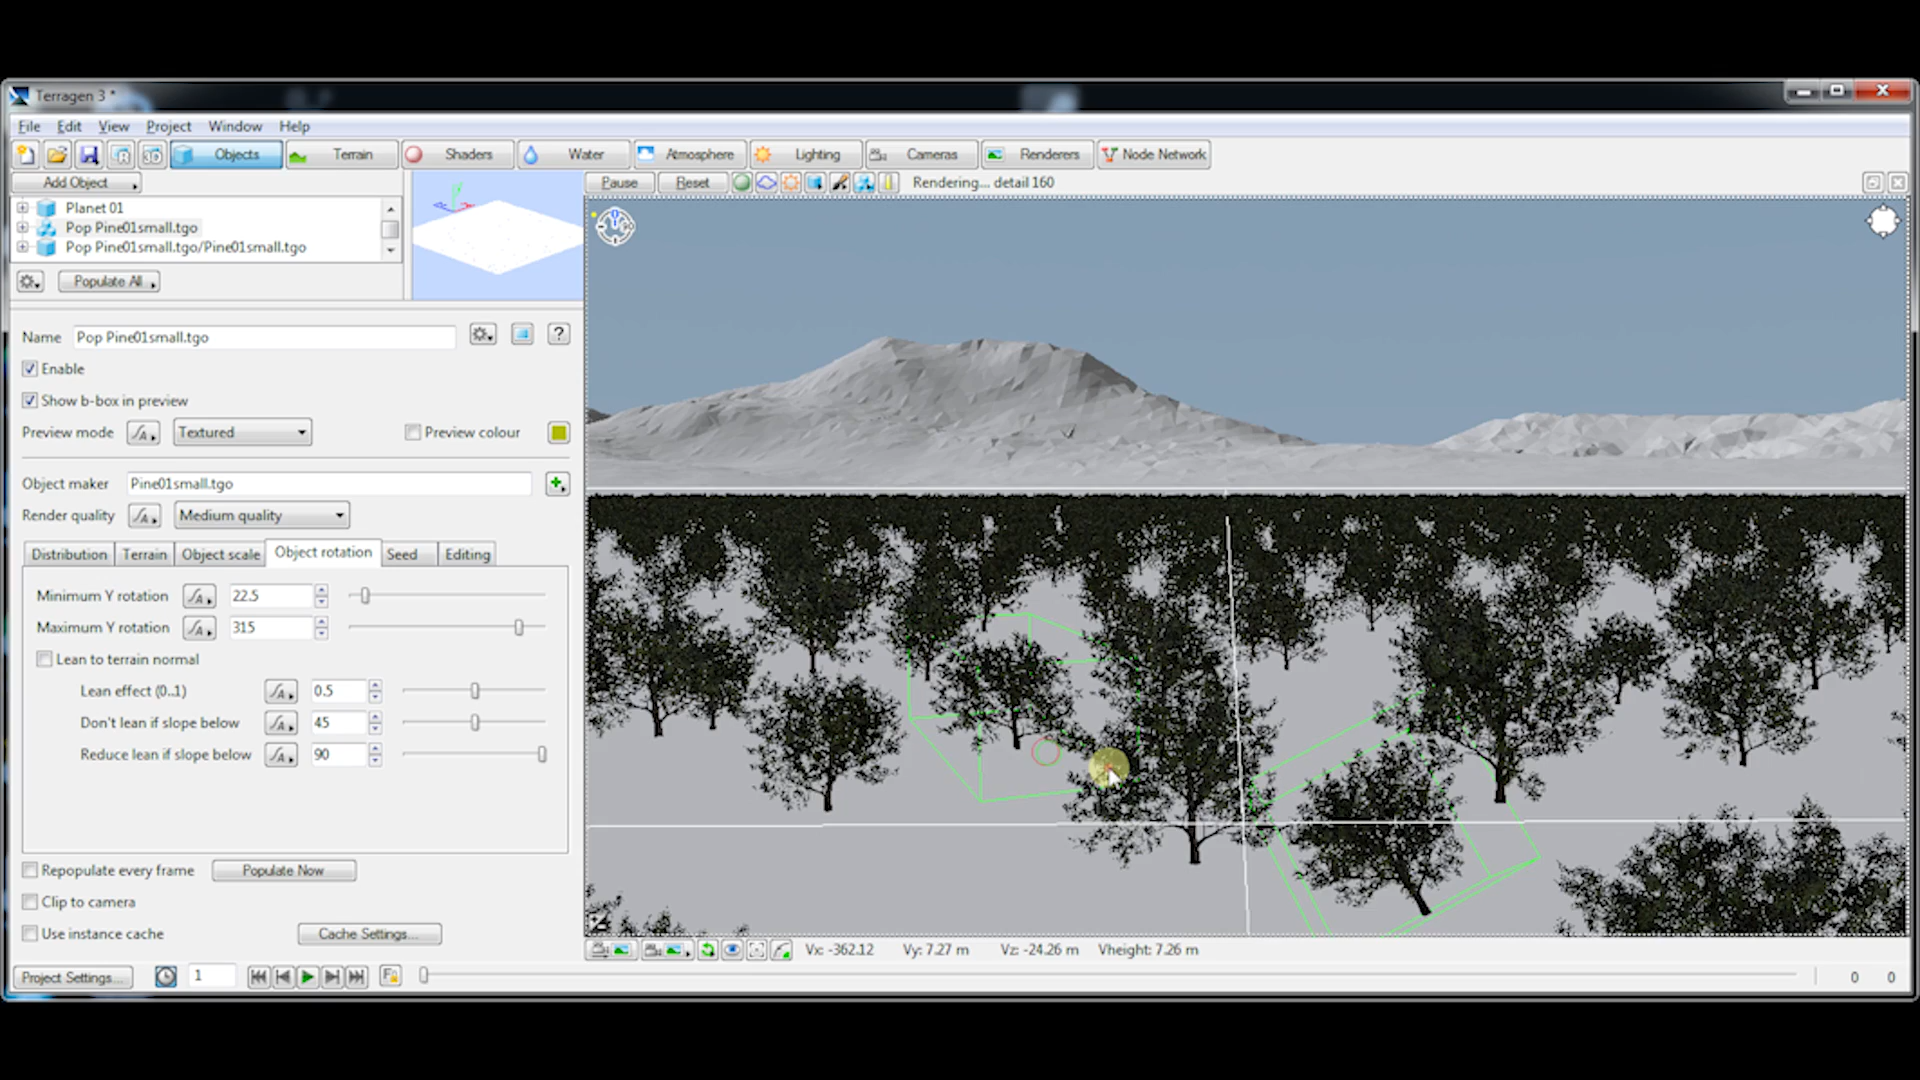 Terragen 3 *
File Edit View Project Window Help
Objects Terrain Shaders Water Atmosphere Lighting Cameras Renderers Node Network
Add Object
Pause Reset Rendering... detail 160
Planet 01
Pop Pine01small.tgo
Pop Pine01small.tgo/Pine01small.tgo
Populate All
Name Pop Pine01small.tgo
?
Enable
Show b-box in preview
Preview mode Textured Preview colour
Object maker Pine01small.tgo
Render quality Medium quality
Distribution Terrain Object scale Object rotation Seed Editing
Minimum Y rotation 22.5
Maximum Y rotation 315
Lean to terrain normal
Lean effect (0..1) 0.5
Don't lean if slope below 45
Reduce lean if slope below 90
Repopulate every frame Populate Now
Clip to camera
Use instance cache Cache Settings...
Vx: -362.12 Vy: 7.27 m Vz: -24.26 m Vheight: 7.26 m
Project Settings... 1 0 0